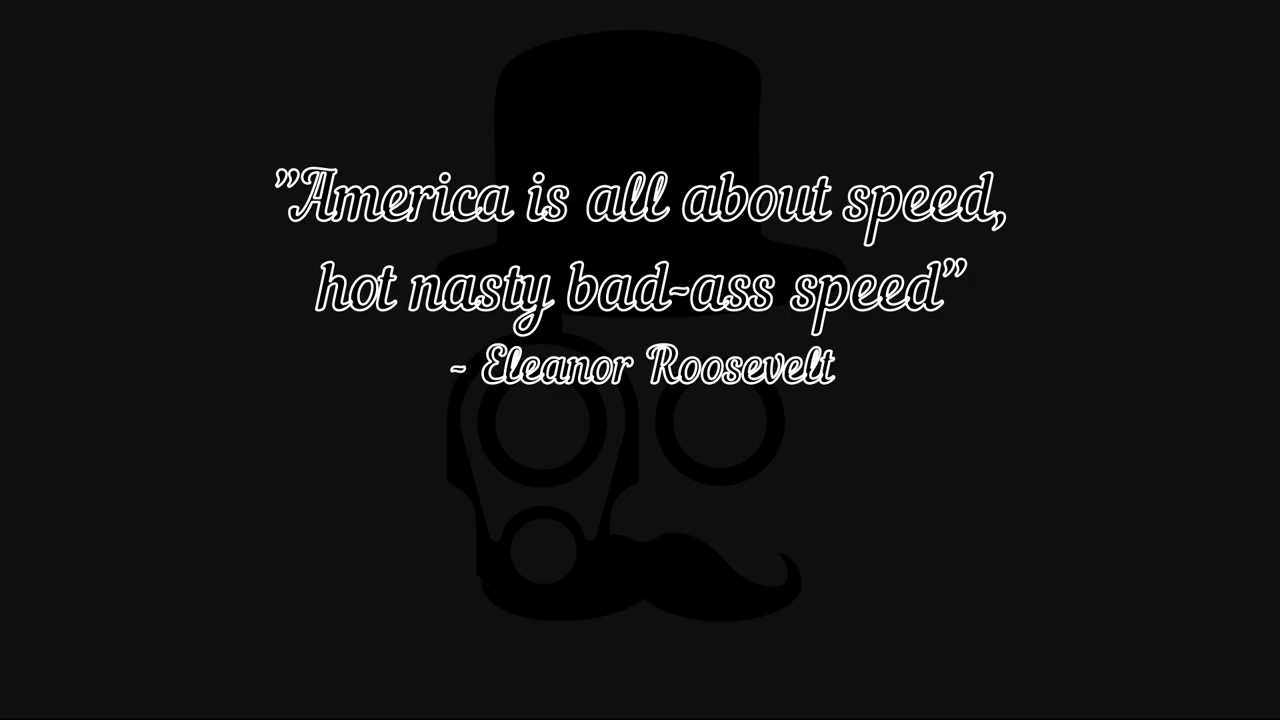 ”America is all about speed,
hot nasty bad-ass speed”
- Eleanor Roosevelt